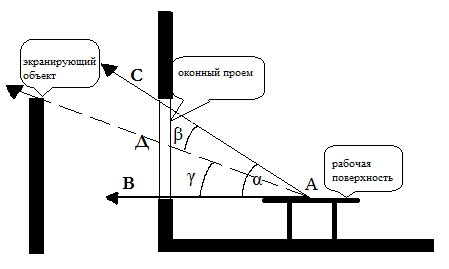 экранирующий
объект
С
оконный проем
Д
β
В
γ
α
А
рабочая
поверхность